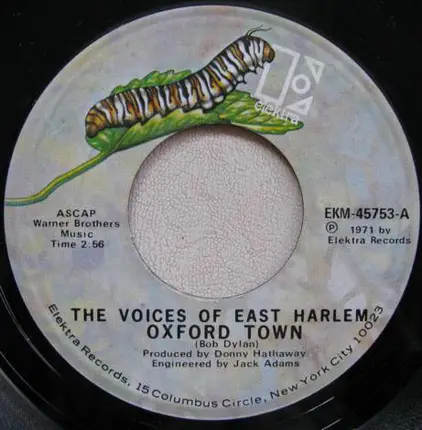 elektra
ASCAP
Warner Brothers
Music
Time 2:56
EKM-45753-A
℗ 1971 by
Elektra Records
THE VOICES OF EAST HARLEM
OXFORD TOWN
(Bob Dylan)
Produced by Donny Hathaway
Engineered by Jack Adams
Elektra Records, 15 Columbus Circle, New York City 10023